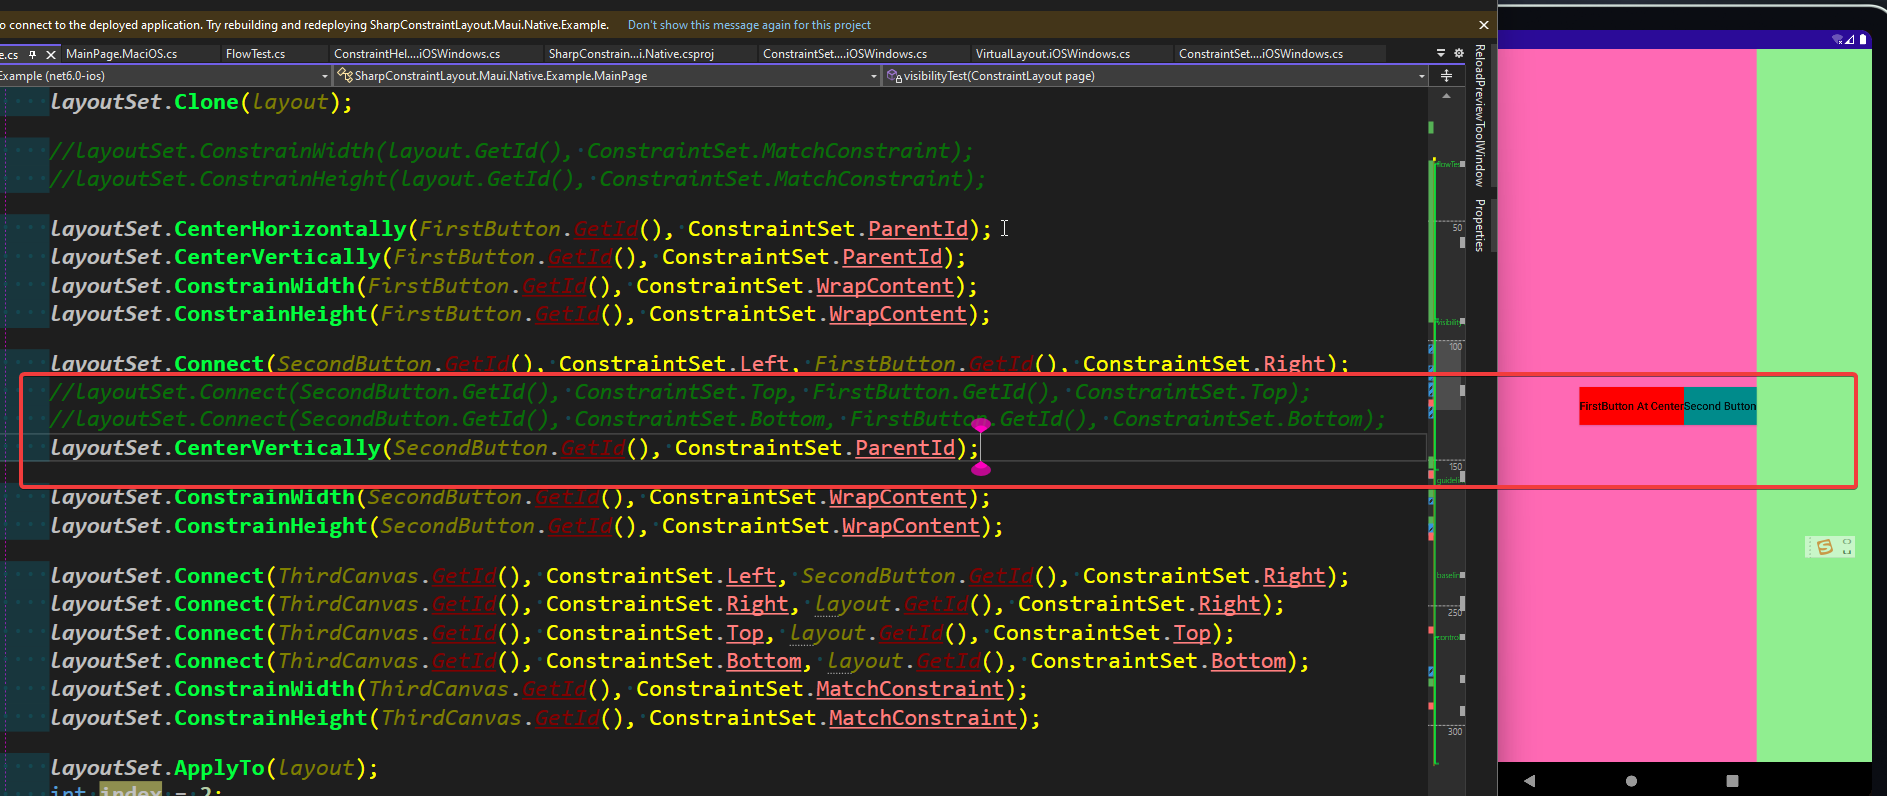 o connect to the deployed application. Try rebuilding and redeploying SharpConstraintLayout.Maui.Native.Example. Don't show this message again for this project
e.cs MainPage.MaciOS.cs FlowTest.cs ConstraintHel....iOSWindows.cs SharpConstrain...i.Native.csproj ConstraintSet....iOSWindows.cs VirtualLayout.iOSWindows.cs ConstraintSet....iOSWindows.cs
Example (net6.0-ios) SharpConstraintLayout.Maui.Native.Example.MainPage visibilityTest(ConstraintLayout page)
layoutSet.Clone(layout);
//layoutSet.ConstrainWidth(layout.GetId(), ConstraintSet.MatchConstraint);
//layoutSet.ConstrainHeight(layout.GetId(), ConstraintSet.MatchConstraint);
layoutSet.CenterHorizontally(FirstButton.GetId(), ConstraintSet.ParentId);
layoutSet.CenterVertically(FirstButton.GetId(), ConstraintSet.ParentId);
layoutSet.ConstrainWidth(FirstButton.GetId(), ConstraintSet.WrapContent);
layoutSet.ConstrainHeight(FirstButton.GetId(), ConstraintSet.WrapContent);
layoutSet.Connect(SecondButton.GetId(), ConstraintSet.Left, FirstButton.GetId(), ConstraintSet.Right);
//layoutSet.Connect(SecondButton.GetId(), ConstraintSet.Top, FirstButton.GetId(), ConstraintSet.Top);
//layoutSet.Connect(SecondButton.GetId(), ConstraintSet.Bottom, FirstButton.GetId(), ConstraintSet.Bottom);
layoutSet.CenterVertically(SecondButton.GetId(), ConstraintSet.ParentId);
layoutSet.ConstrainWidth(SecondButton.GetId(), ConstraintSet.WrapContent);
layoutSet.ConstrainHeight(SecondButton.GetId(), ConstraintSet.WrapContent);
layoutSet.Connect(ThirdCanvas.GetId(), ConstraintSet.Left, SecondButton.GetId(), ConstraintSet.Right);
layoutSet.Connect(ThirdCanvas.GetId(), ConstraintSet.Right, layout.GetId(), ConstraintSet.Right);
layoutSet.Connect(ThirdCanvas.GetId(), ConstraintSet.Top, layout.GetId(), ConstraintSet.Top);
layoutSet.Connect(ThirdCanvas.GetId(), ConstraintSet.Bottom, layout.GetId(), ConstraintSet.Bottom);
layoutSet.ConstrainWidth(ThirdCanvas.GetId(), ConstraintSet.MatchConstraint);
layoutSet.ConstrainHeight(ThirdCanvas.GetId(), ConstraintSet.MatchConstraint);
layoutSet.ApplyTo(layout);
int index = 2;
50
100
150
guideli
baselin
250
contro
300
ReloadPreviewToolWindow
Properties
FirstButton At Center Second Button